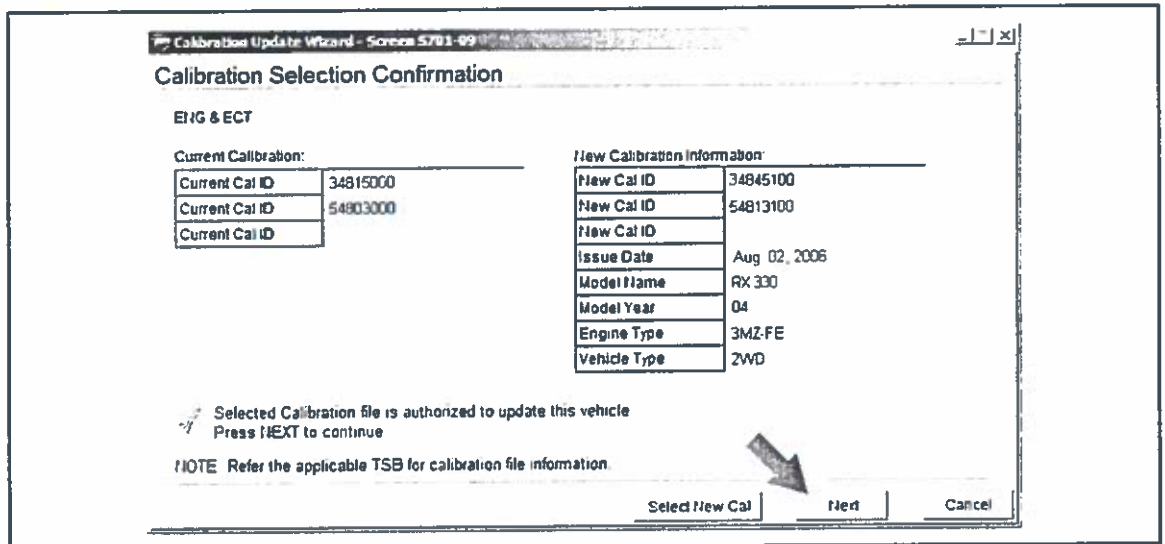 Calibration Update Wizard - Screen S701-09
Calibration Selection Confirmation
ENG & ECT
Current Calibration:
Current Cal ID 34815000
Current Cal ID 54803000
Current Cal ID
New Calibration Information:
New Cal ID 34845100
New Cal ID 54813100
New Cal ID
Issue Date Aug 02, 2006
Model Name RX 330
Model Year 04
Engine Type 3MZ-FE
Vehicle Type 2WD
Selected Calibration file is authorized to update this vehicle
Press NEXT to continue
NOTE Refer the applicable TSB for calibration file information.
Select New Cal Next Cancel